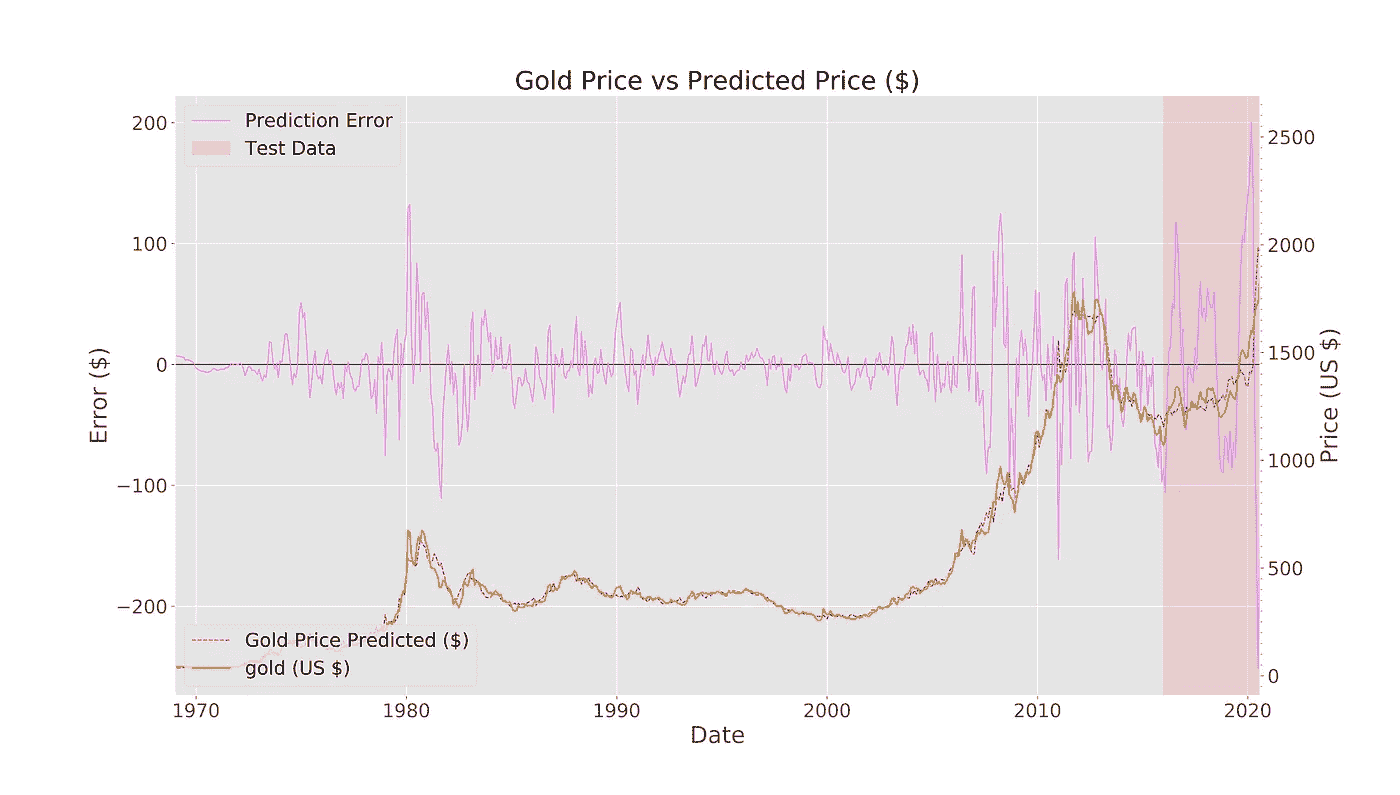 Gold Price vs Predicted Price ($)
Prediction Error
Test Data
200
100
0
−100
−200
Error ($)
2500
2000
1500
1000
500
0
Price (US $)
Gold Price Predicted ($)
gold (US $)
1970 1980 1990 2000 2010 2020
Date